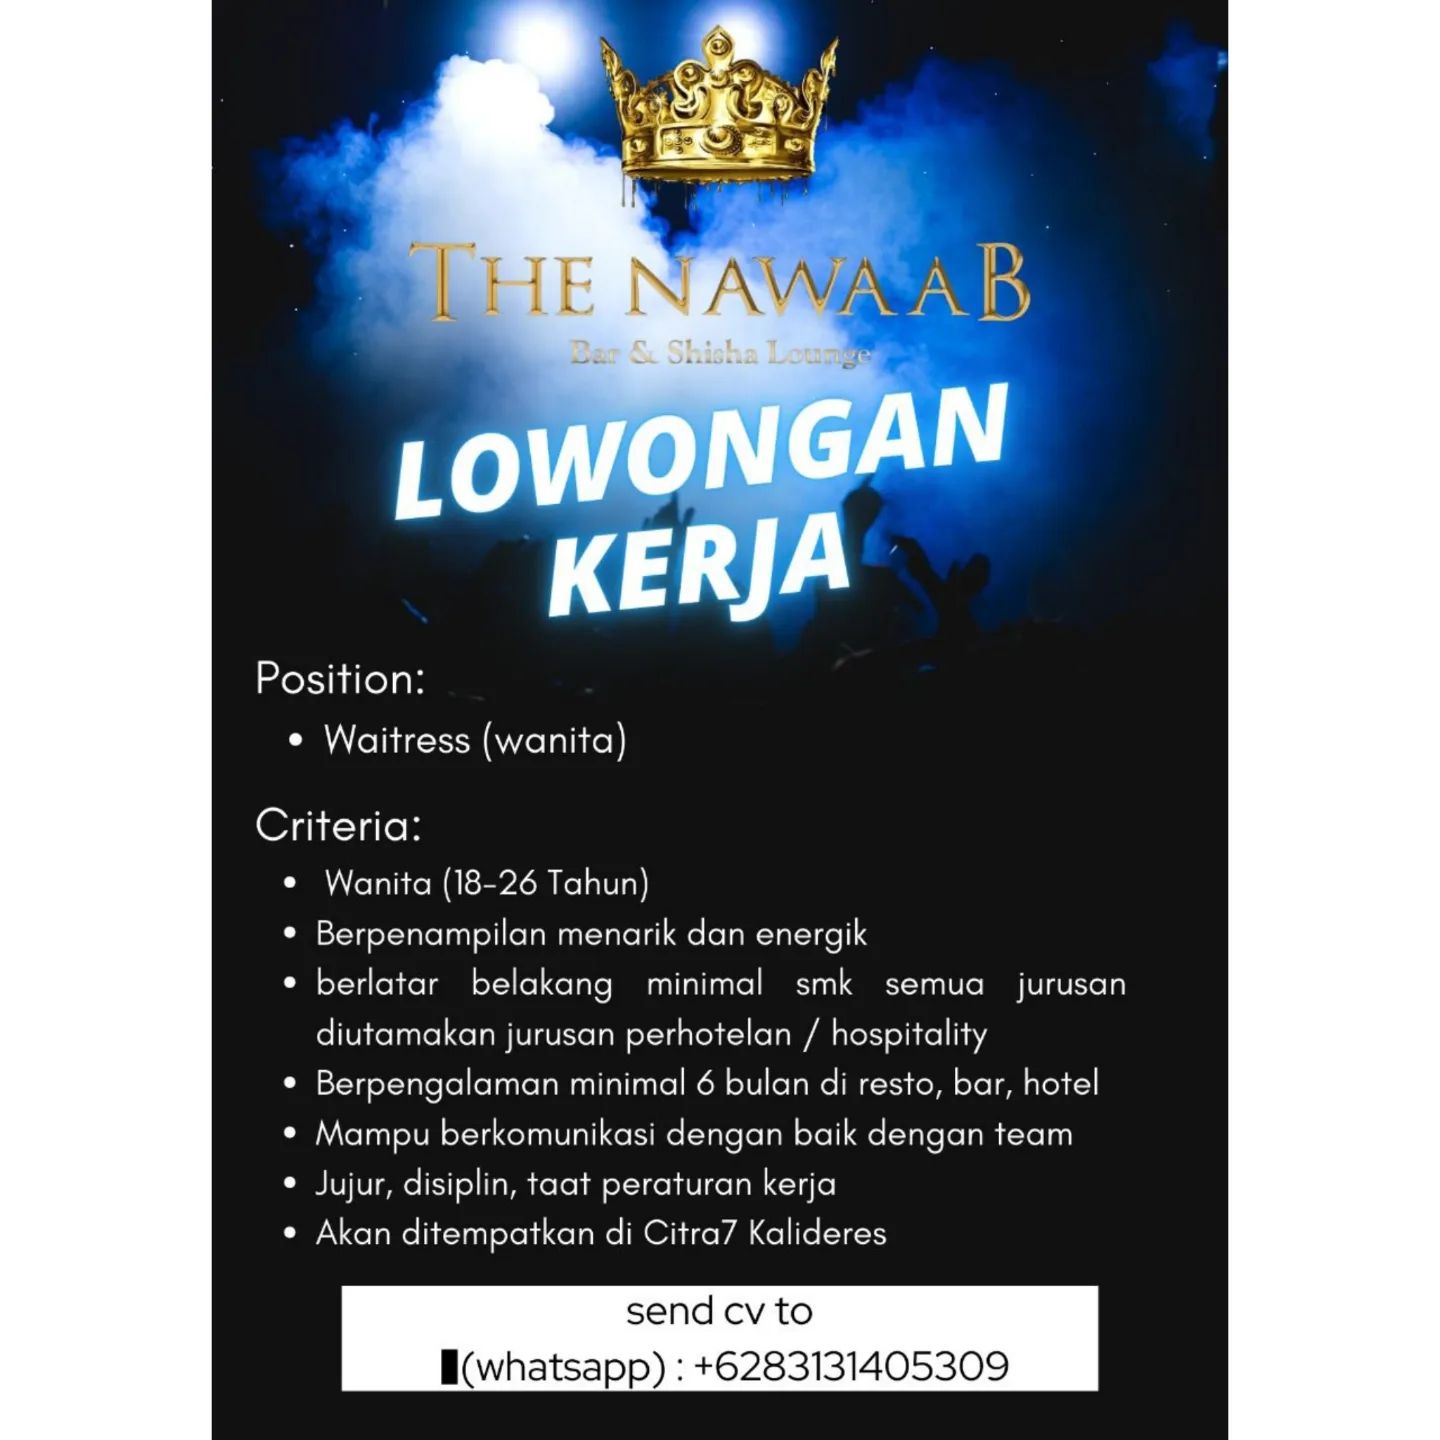 THE NAWAAB
Bar & Shisha Lounge
LOWONGAN
KERJA
Position:
• Waitress (wanita)
Criteria:
• Wanita (18-26 Tahun)
• Berpenampilan menarik dan energik
• berlatar belakang minimal smk semua jurusan
diutamakan jurusan perhotelan / hospitality
• Berpengalaman minimal 6 bulan di resto, bar, hotel
• Mampu berkomunikasi dengan baik dengan team
• Jujur, disiplin, taat peraturan kerja
• Akan ditempatkan di Citra7 Kalideres
send cv to
(whatsapp) : +6283131405309